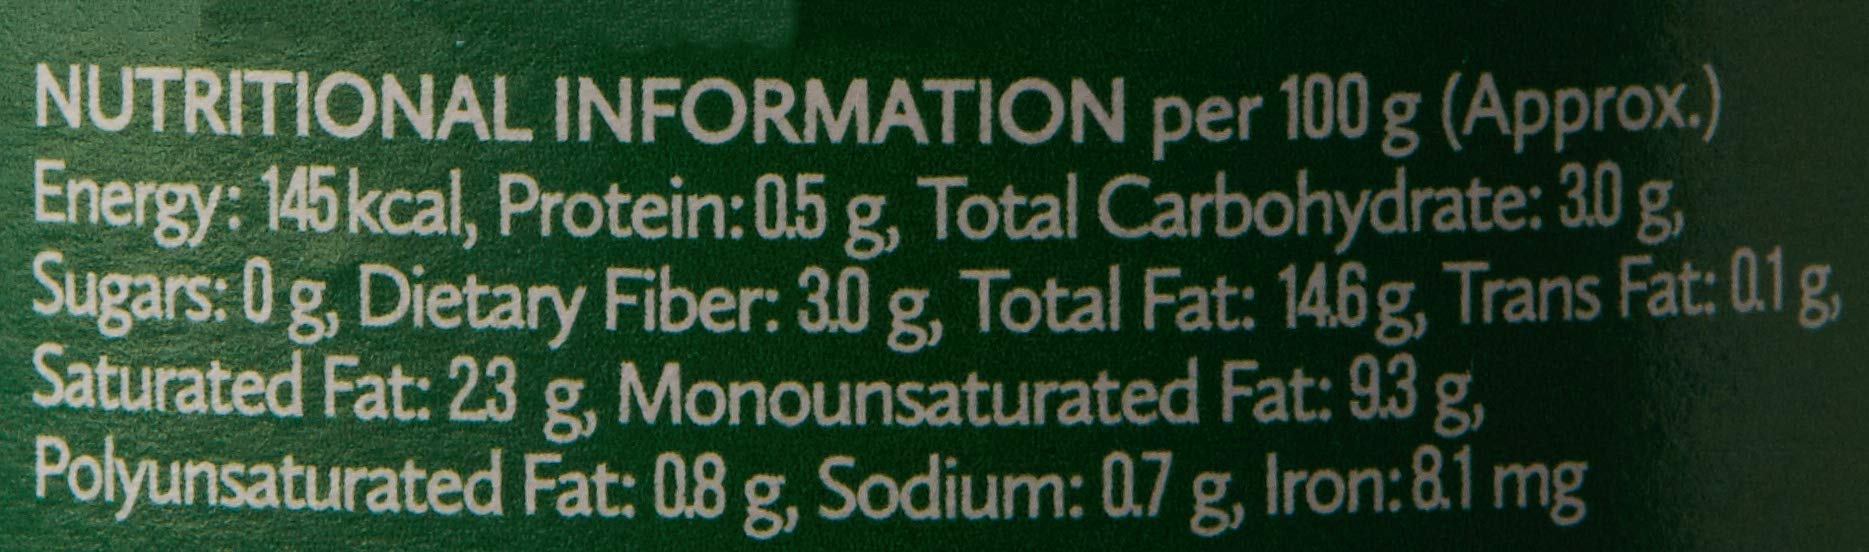 NUTRITIONAL INFORMATION per 100 g (Approx.)
Energy: 145 kcal, Protein: 0.5 g, Total Carbohydrate: 3.0 g,
Sugars: 0 g, Dietary Fiber: 3.0 g, Total Fat: 14.6 g, Trans Fat: 0.1 g,
Saturated Fat: 2.3 g, Monounsaturated Fat: 9.3 g,
Polyunsaturated Fat: 0.8 g, Sodium: 0.7 g, Iron: 8.1 mg